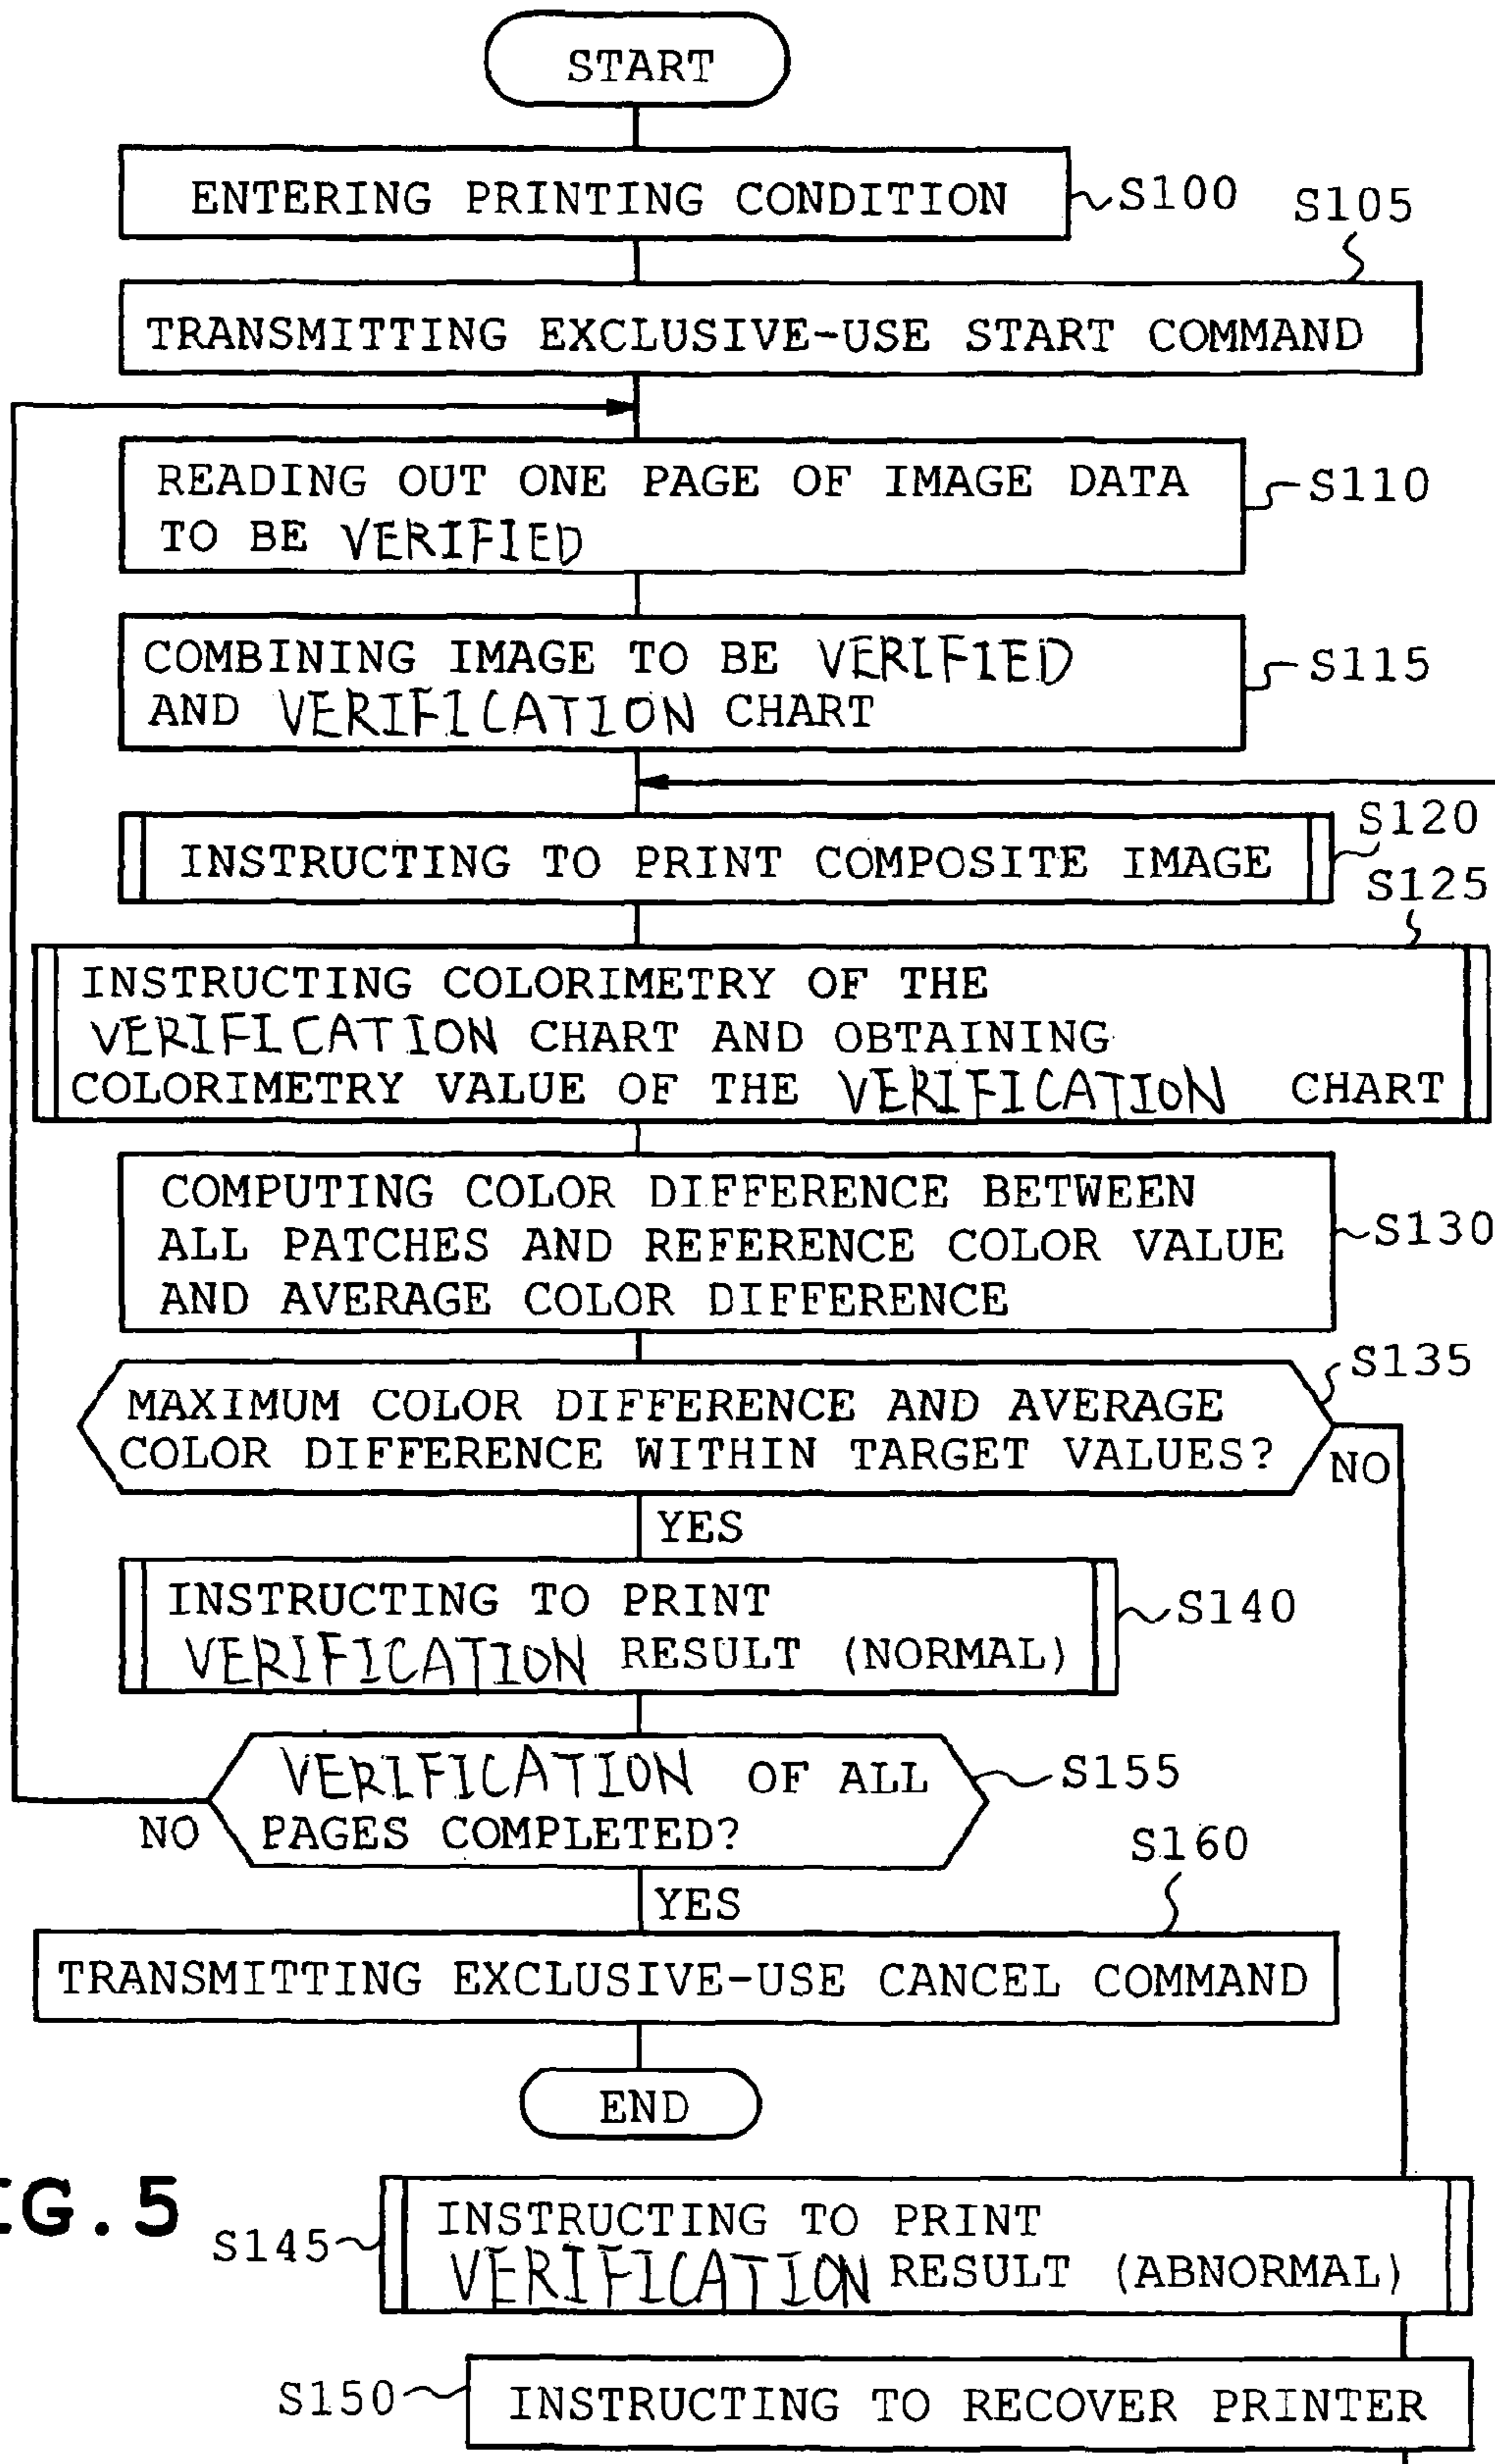 START
ENTERING PRINTING CONDITION
S100
S105
TRANSMITTING EXCLUSIVE-USE START COMMAND
READING OUT ONE PAGE OF IMAGE DATA
TO BE VERIFIED
S110
COMBINING IMAGE TO BE VERIFIED
AND VERIFICATION CHART
S115
INSTRUCTING TO PRINT COMPOSITE IMAGE
S120
S125
INSTRUCTING COLORIMETRY OF THE
VERIFICATION CHART AND OBTAINING
COLORIMETRY VALUE OF THE VERIFICATION CHART
COMPUTING COLOR DIFFERENCE BETWEEN
ALL PATCHES AND REFERENCE COLOR VALUE
AND AVERAGE COLOR DIFFERENCE
S130
S135
MAXIMUM COLOR DIFFERENCE AND AVERAGE
COLOR DIFFERENCE WITHIN TARGET VALUES?
NO
YES
INSTRUCTING TO PRINT
VERIFICATION RESULT (NORMAL)
S140
VERIFICATION OF ALL
PAGES COMPLETED?
S155
NO
S160
YES
TRANSMITTING EXCLUSIVE-USE CANCEL COMMAND
END
IG.5
S145
INSTRUCTING TO PRINT
VERIFICATION RESULT (ABNORMAL)
S150
INSTRUCTING TO RECOVER PRINTER